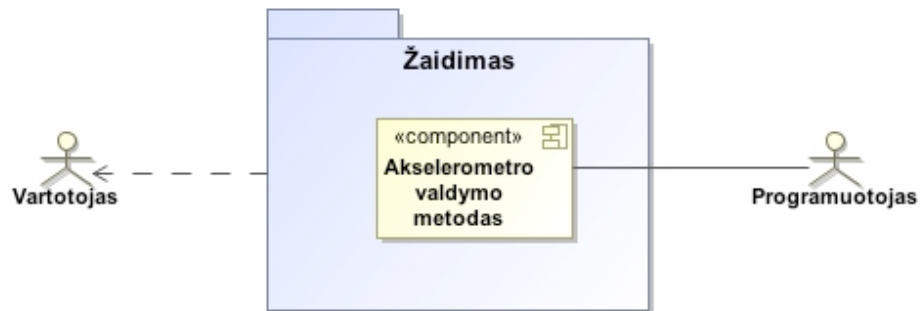 Žaidimas
«component»
Akselerometro
valdymo
metodas
Vartotojas
Programuotojas